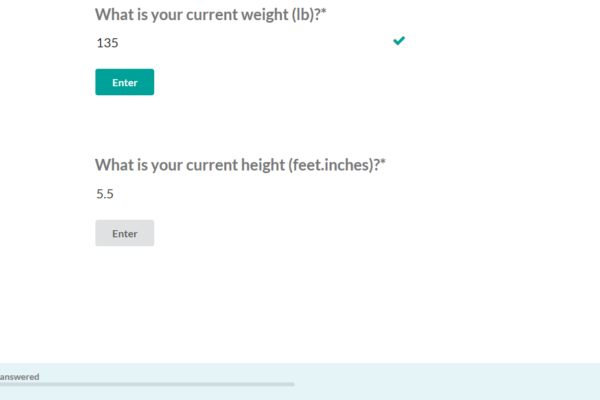 What is your current weight (lb)?*
135
Enter
What is your current height (feet.inches)?*
5.5
Enter
answered